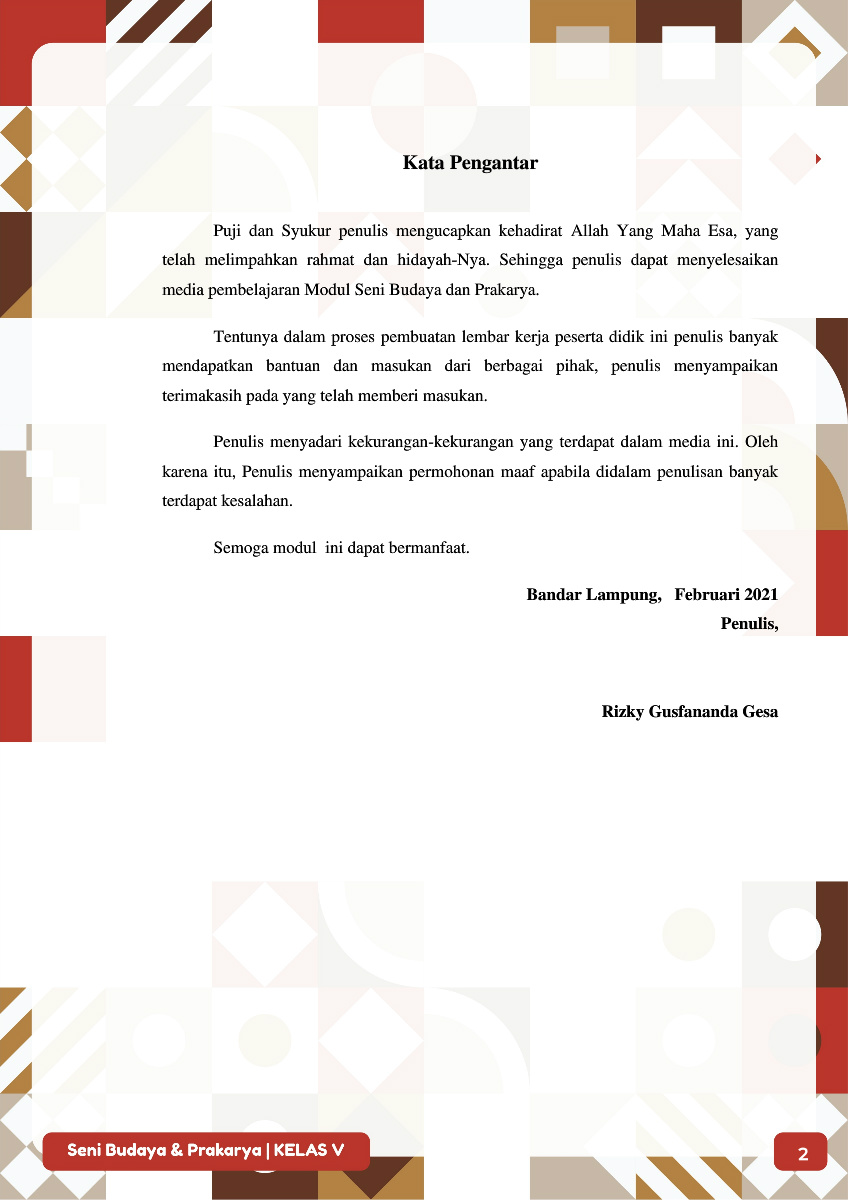 Kata Pengantar
Puji dan Syukur penulis mengucapkan kehadirat Allah Yang Maha Esa, yang
telah melimpahkan rahmat dan hidayah-Nya. Sehingga penulis dapat menyelesaikan
media pembelajaran Modul Seni Budaya dan Prakarya.
Tentunya dalam proses pembuatan lembar kerja peserta didik ini penulis banyak
mendapatkan bantuan dan masukan dari berbagai pihak, penulis menyampaikan
terimakasih pada yang telah memberi masukan.
Penulis menyadari kekurangan-kekurangan yang terdapat dalam media ini. Oleh
karena itu, Penulis menyampaikan permohonan maaf apabila didalam penulisan banyak
terdapat kesalahan.
Semoga modul  ini dapat bermanfaat.
Bandar Lampung,   Februari 2021
Penulis,
Rizky Gusfananda Gesa
Seni Budaya & Prakarya | KELAS V
2